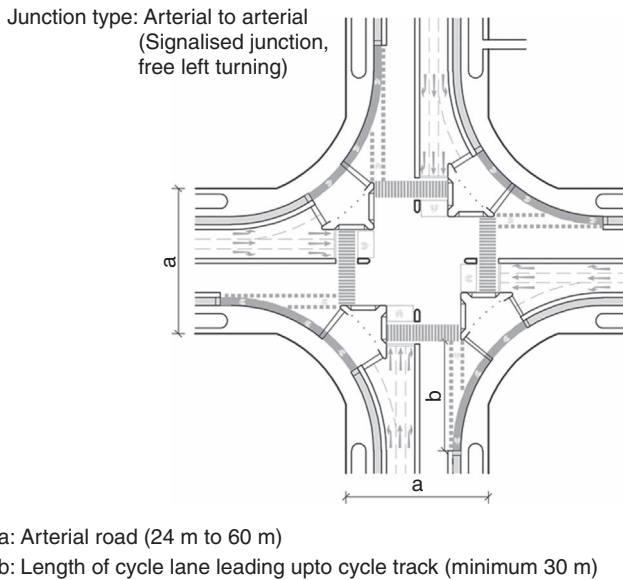 Junction type: Arterial to arterial
(Signalised junction,
free left turning)
a
b
a
a: Arterial road (24 m to 60 m)
b: Length of cycle lane leading upto cycle track (minimum 30 m)